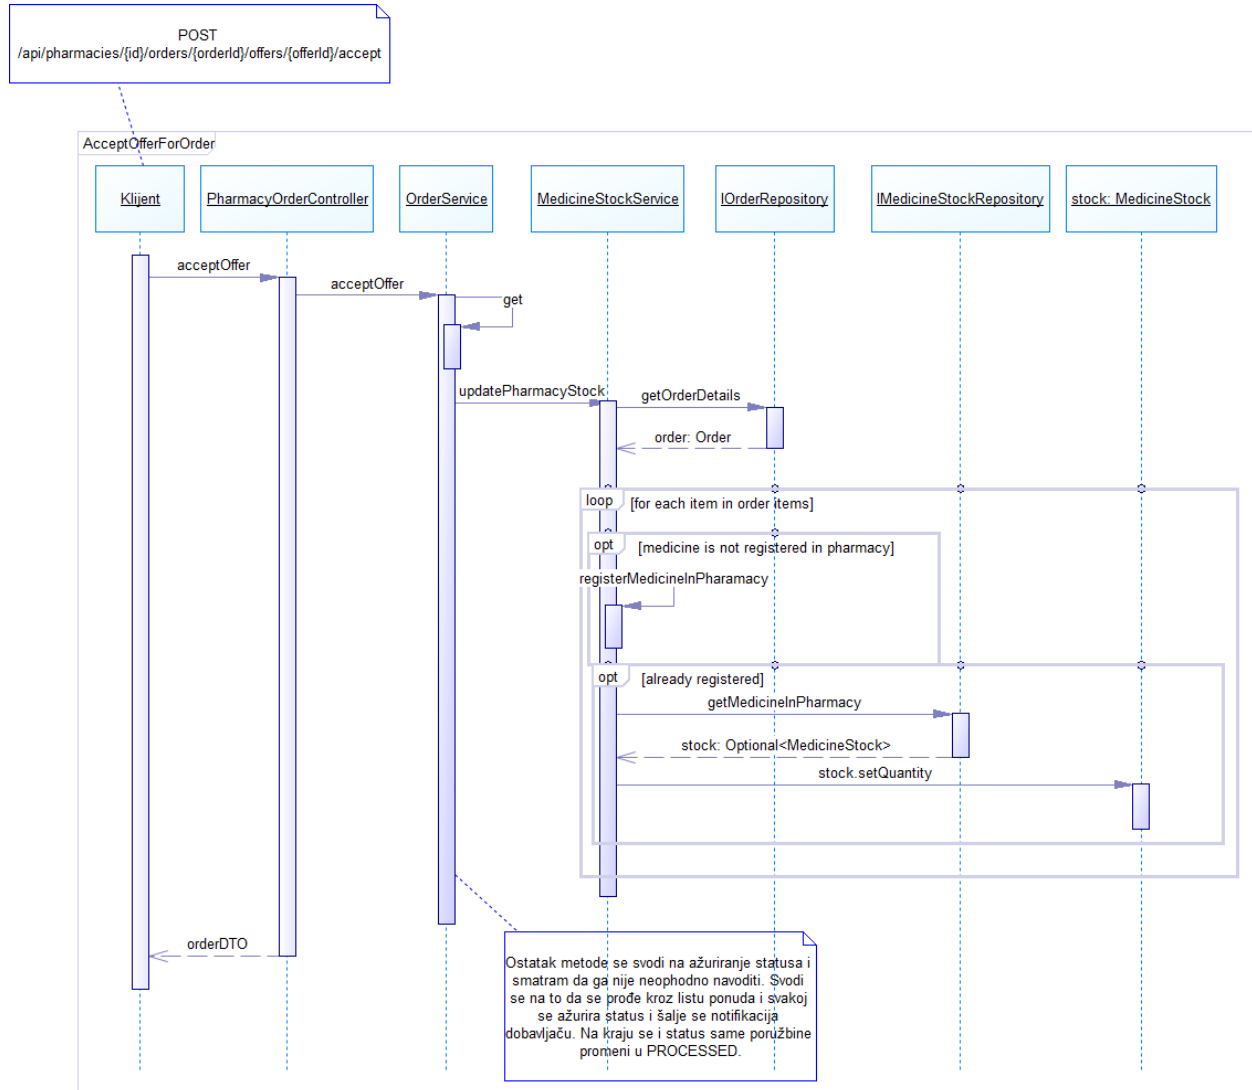 POST
/api/pharmacies/{id}/orders/{orderId}/offers/{offerId}/accept
AcceptOfferForOrder
Klijent
PharmacyOrderController
OrderService
MedicineStockService
IOrderRepository
IMedicineStockRepository
stock: MedicineStock
acceptOffer
acceptOffer
get
updatePharmacyStock
getOrderDetails
order: Order
loop
[for each item in order items]
opt
[medicine is not registered in pharmacy]
registerMedicineInPharamacy
opt
[already registered]
getMedicineInPharmacy
stock: Optional<MedicineStock>
stock.setQuantity
orderDTO
Ostatak metode se svodi na ažuriranje statusa i
smatram da ga nije neophodno navoditi. Svodi
se na to da se prođe kroz listu ponuda i svakoj
se ažurira status i šalje se notifikacija
dobavljaču. Na kraju se i status same poružbine
promeni u PROCESSED.